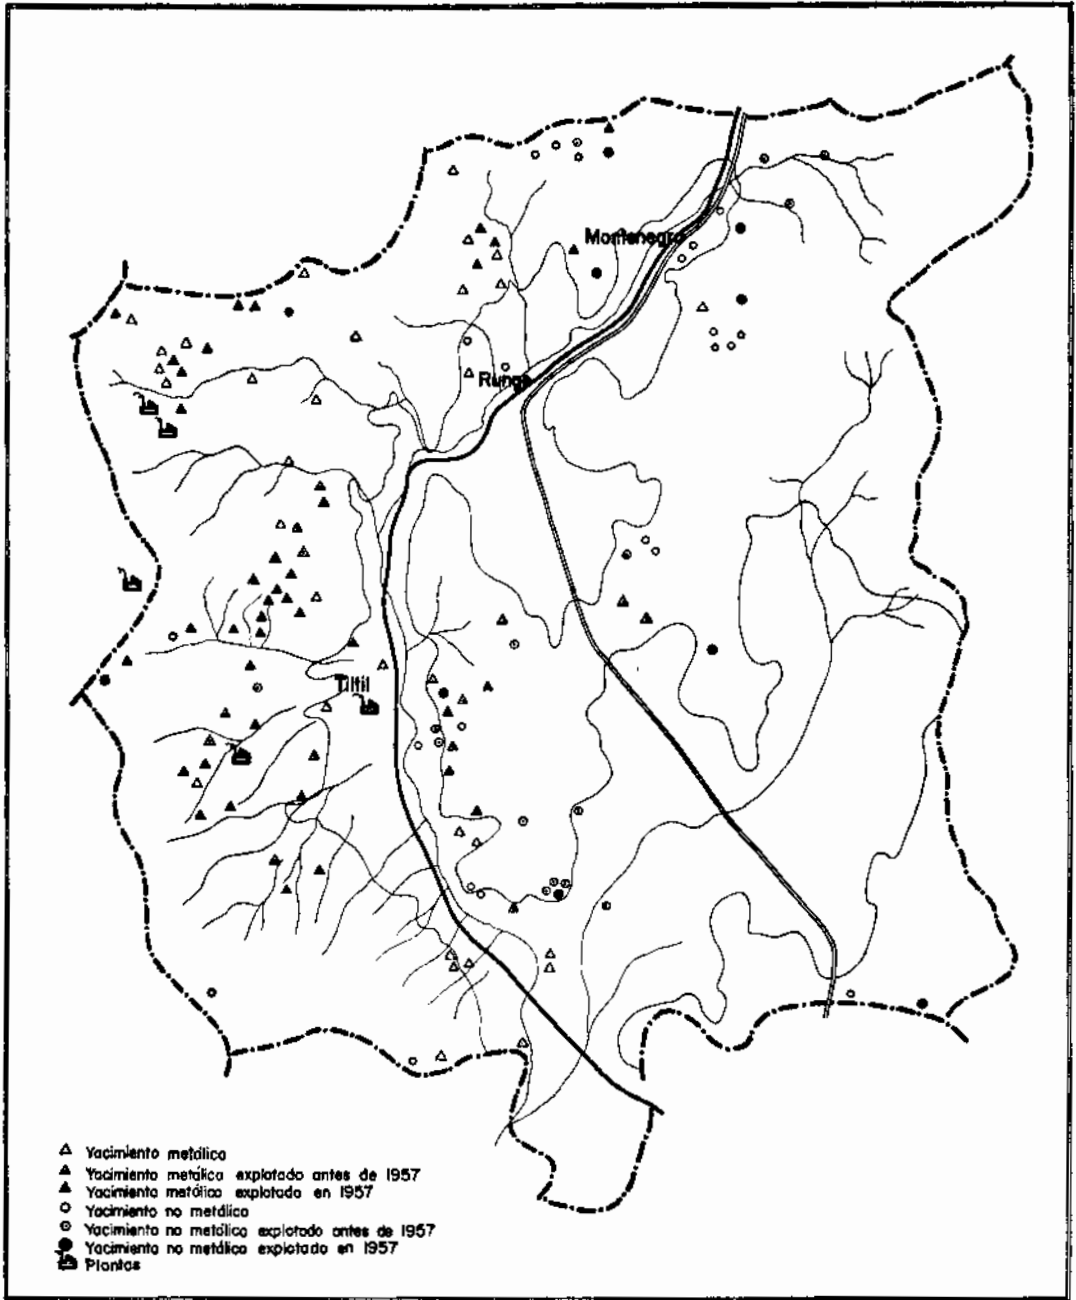 Montenegro
Rungue
Tiltil
Yacimiento metálico
Yacimiento metálico explotado antes de 1957
Yacimiento metálico explotado en 1957
Yacimiento no metálico
Yacimiento no metálico explotado antes de 1957
Yacimiento no metálico explotado en 1957
Plantas